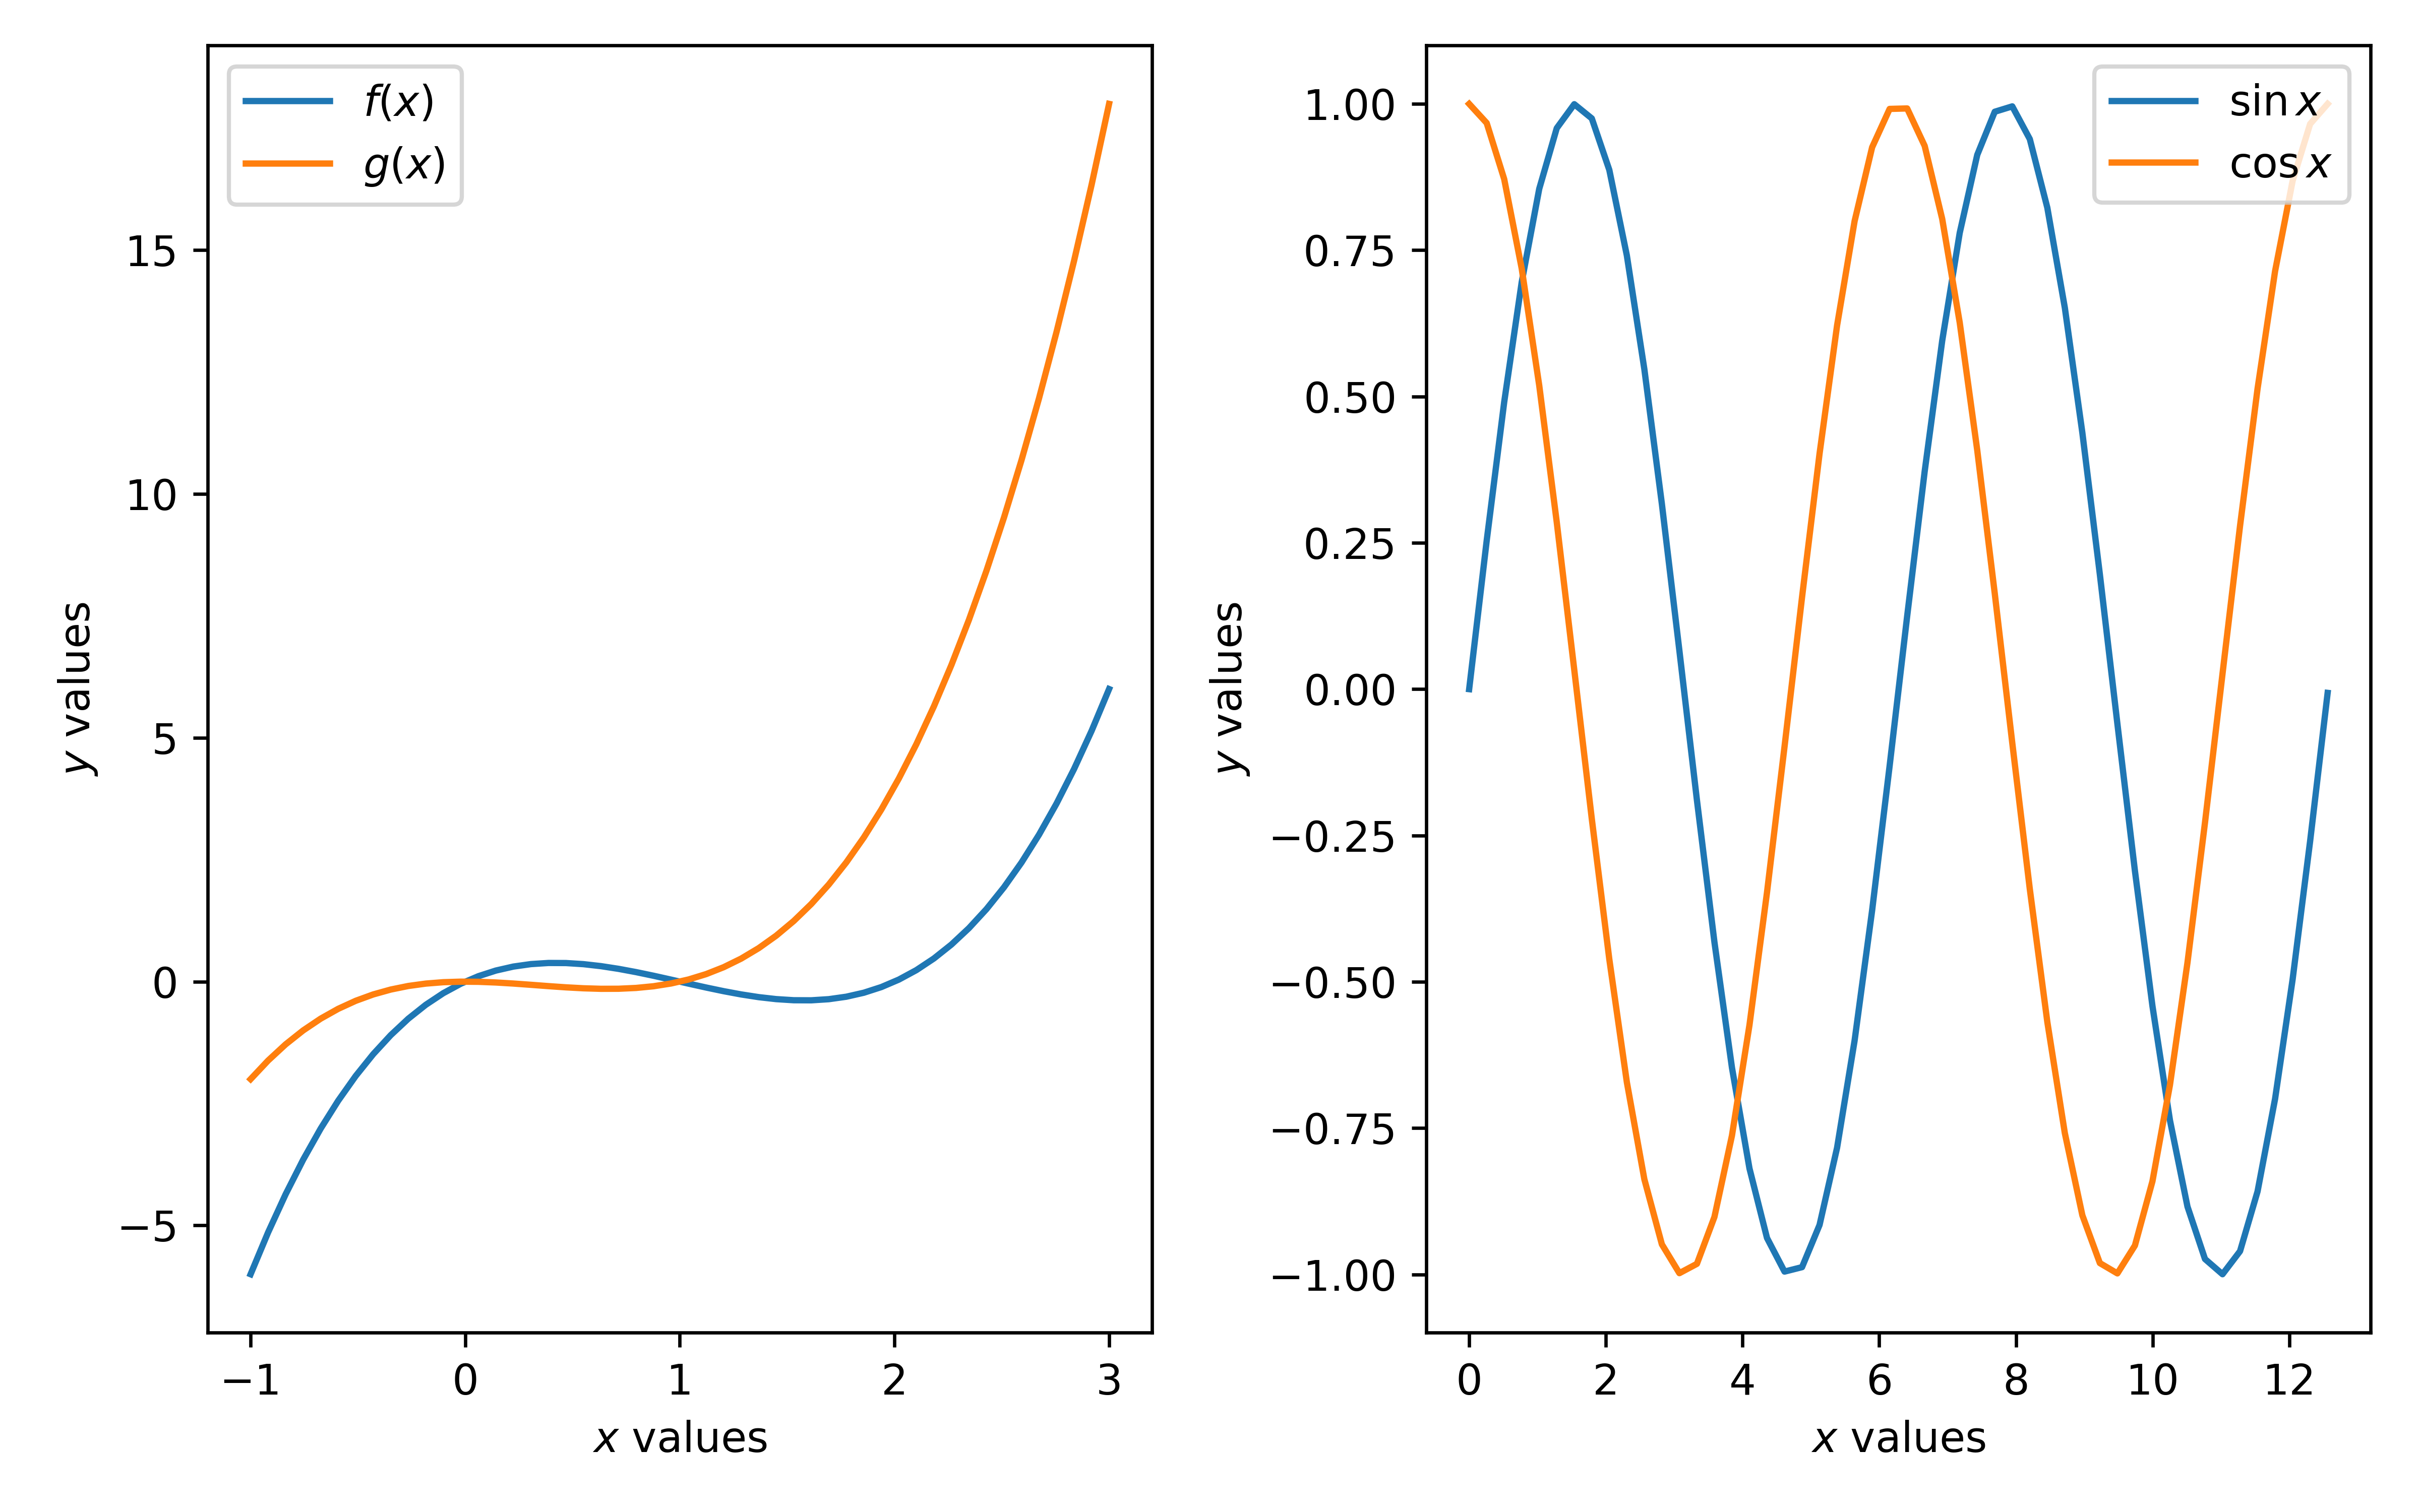 f(x)
g(x)
15
10
5
0
−5
y values
−1 0 1 2 3
x values
sin x
cos x
1.00
0.75
0.50
0.25
0.00
−0.25
−0.50
−0.75
−1.00
y values
0 2 4 6 8 10 12
x values